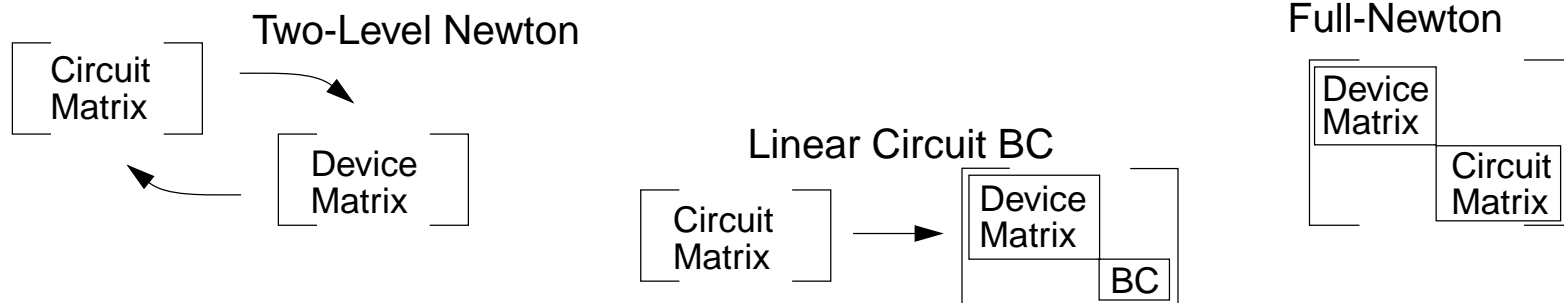 Two-Level Newton
Circuit
Matrix
Device
Matrix
Linear Circuit BC
Circuit
Matrix
Device
Matrix
BC
Full-Newton
Device
Matrix
Circuit
Matrix